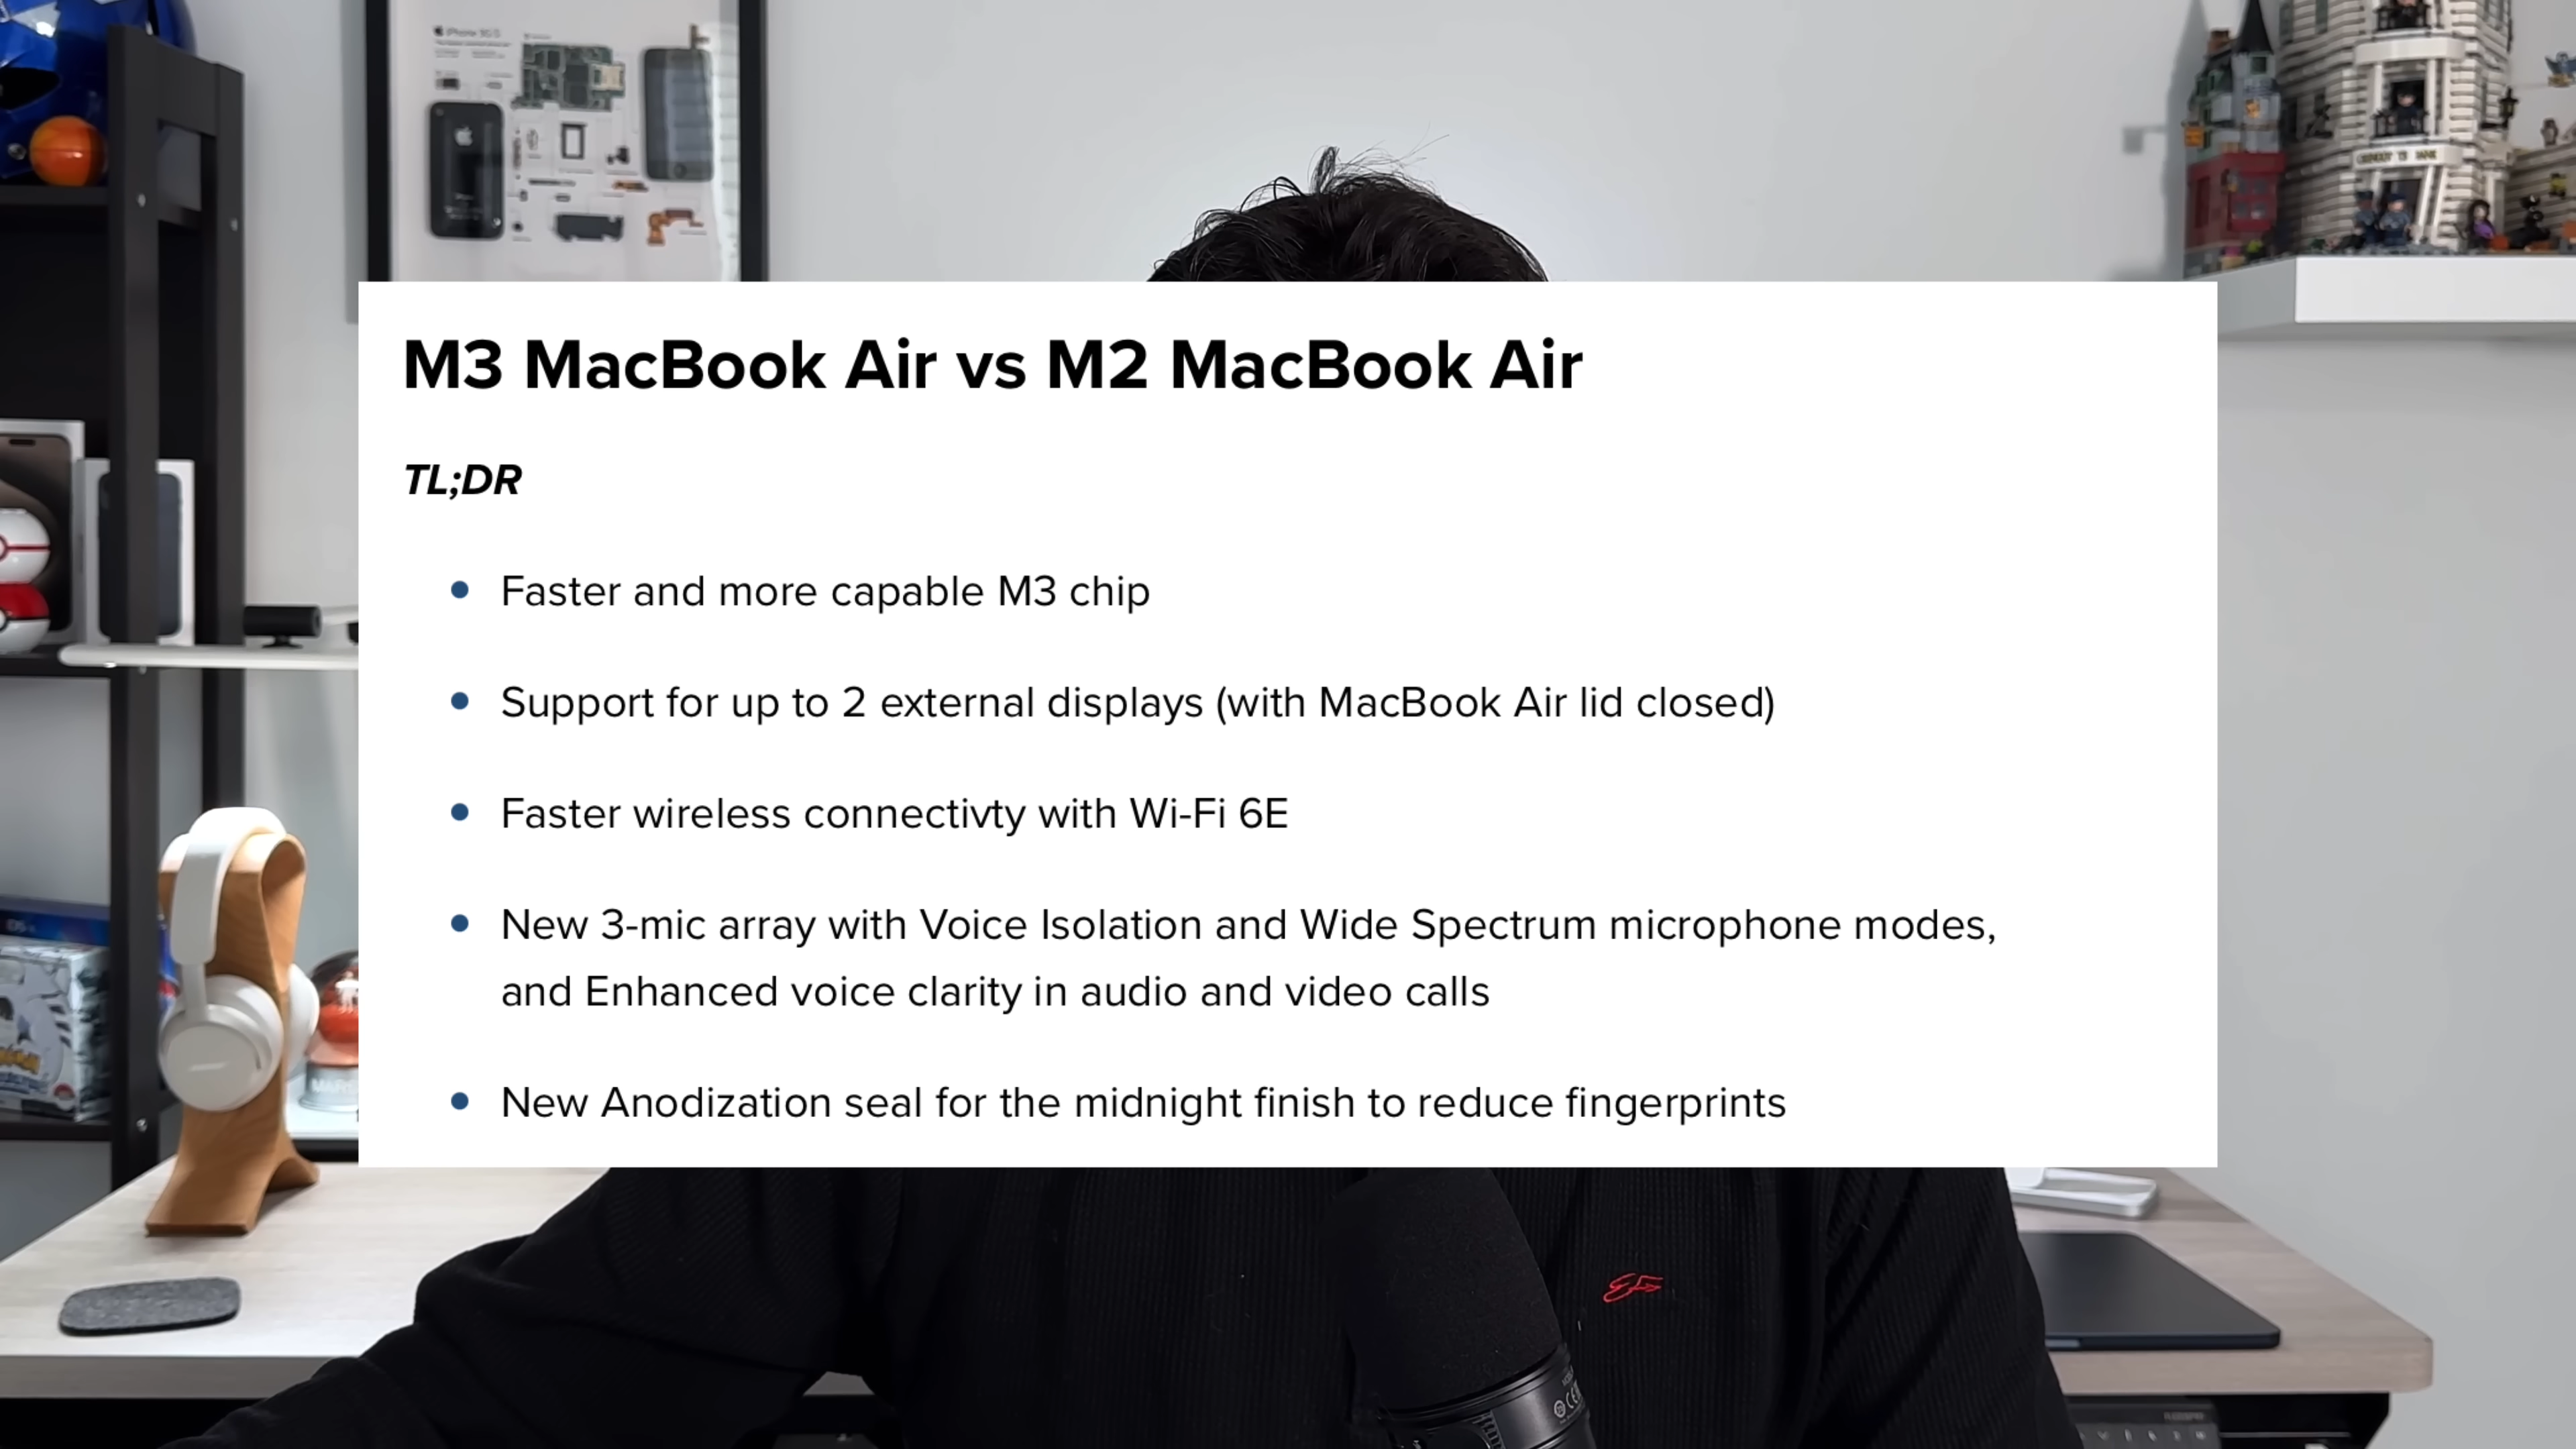 iPhone 3GS
M3 MacBook Air vs M2 MacBook Air
TL;DR
Faster and more capable M3 chip
Support for up to 2 external displays (with MacBook Air lid closed)
Faster wireless connectivty with Wi-Fi 6E
New 3-mic array with Voice Isolation and Wide Spectrum microphone modes,
and Enhanced voice clarity in audio and video calls
New Anodization seal for the midnight finish to reduce fingerprints